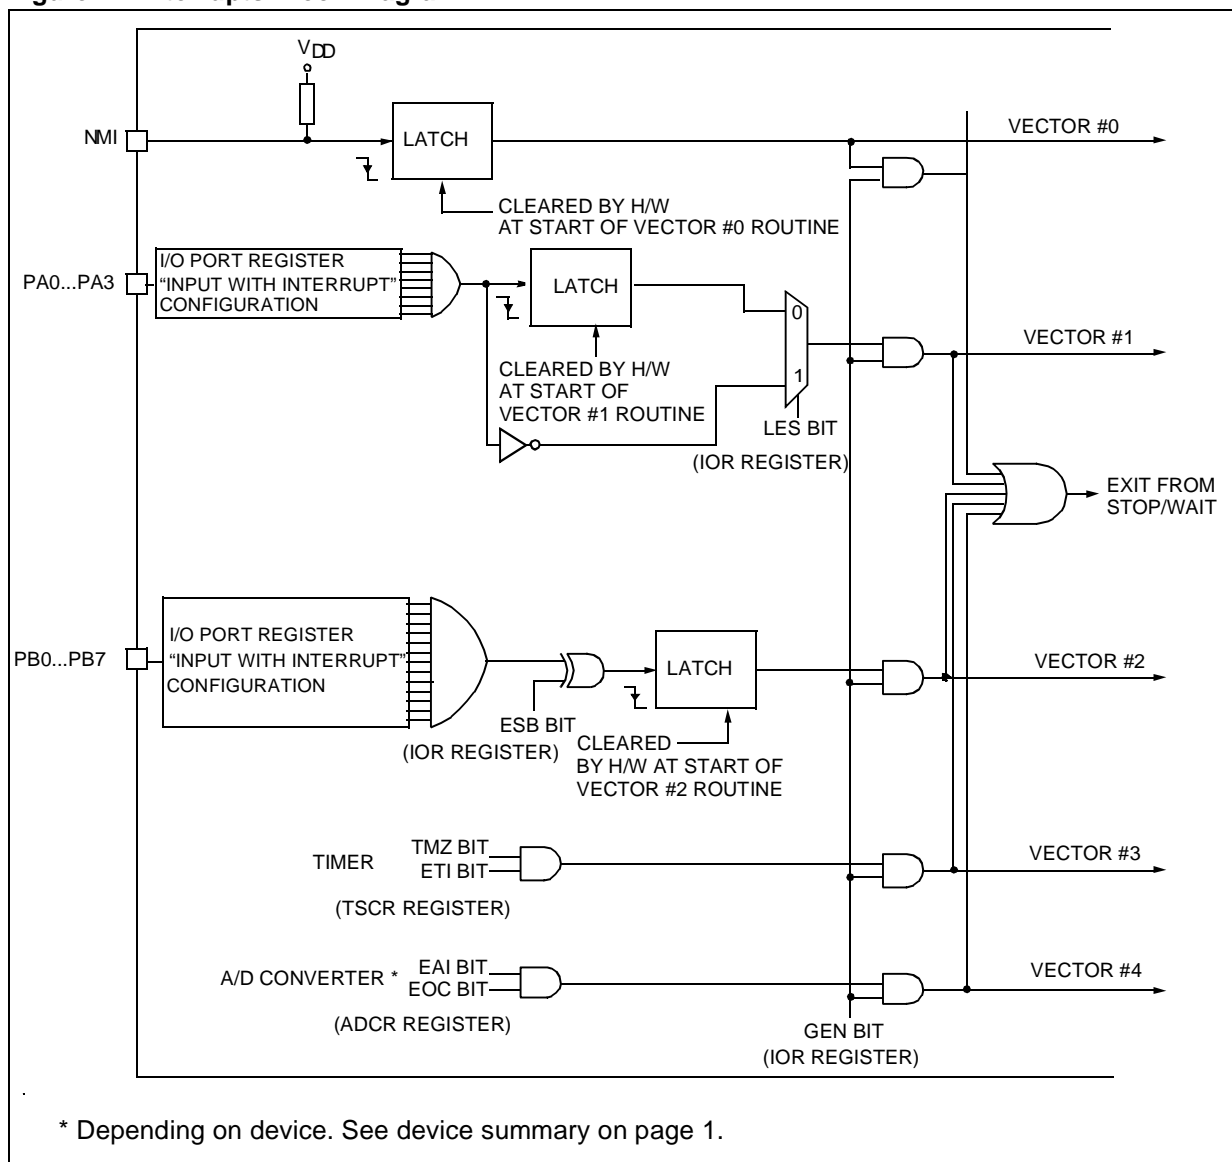 V DD
NMI
LATCH
VECTOR #0
CLEARED BY H/W
AT START OF VECTOR #0 ROUTINE
PA0...PA3
I/O PORT REGISTER
“INPUT WITH INTERRUPT”
CONFIGURATION
LATCH
0
1
VECTOR #1
CLEARED BY H/W
AT START OF
VECTOR #1 ROUTINE
LES BIT
(IOR REGISTER)
EXIT FROM
STOP/WAIT
PB0...PB7
I/O PORT REGISTER
“INPUT WITH INTERRUPT”
CONFIGURATION
LATCH
VECTOR #2
ESB BIT
(IOR REGISTER)
CLEARED
BY H/W AT START OF
VECTOR #2 ROUTINE
TIMER
TMZ BIT
ETI BIT
(TSCR REGISTER)
VECTOR #3
A/D CONVERTER *
EAI BIT
EOC BIT
(ADCR REGISTER)
VECTOR #4
GEN BIT
(IOR REGISTER)
* Depending on device. See device summary on page 1.